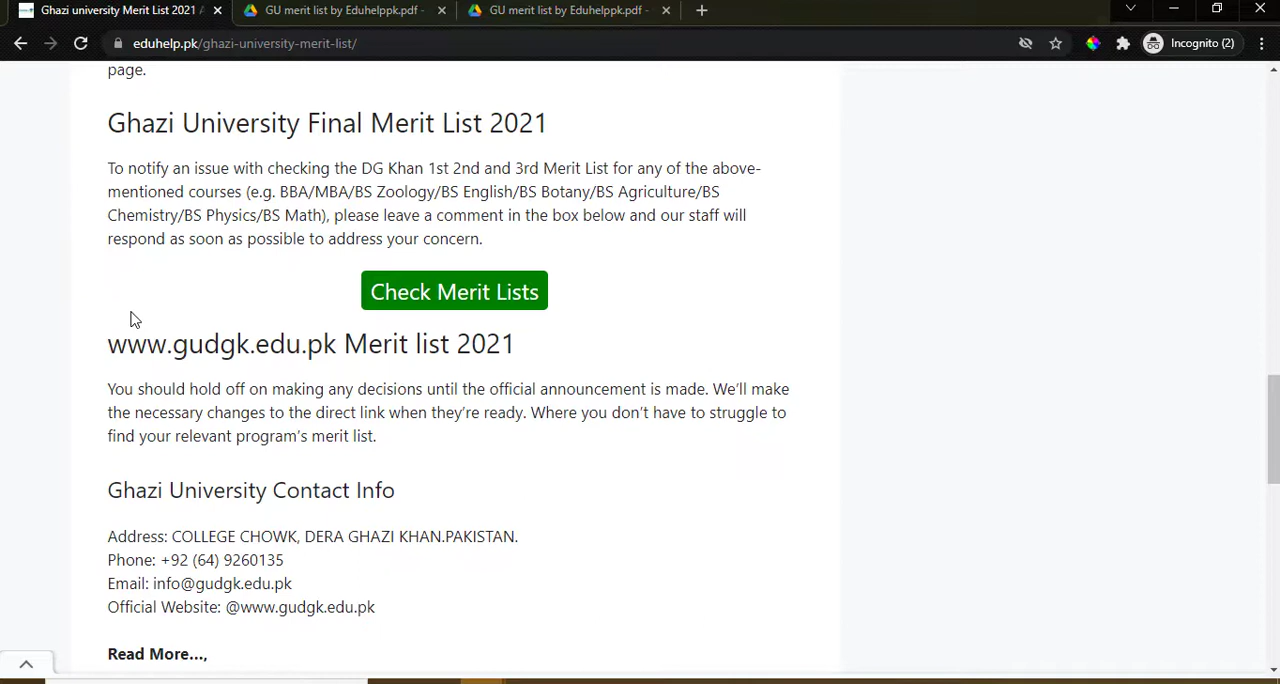 Ghazi university Merit List 2021 A
GU merit list by Eduhelppk.pdf -
GU merit list by Eduhelppk.pdf -
eduhelp.pk/ghazi-university-merit-list/
Incognito (2)
page.
Ghazi University Final Merit List 2021
To notify an issue with checking the DG Khan 1st 2nd and 3rd Merit List for any of the above-
mentioned courses (e.g. BBA/MBA/BS Zoology/BS English/BS Botany/BS Agriculture/BS
Chemistry/BS Physics/BS Math), please leave a comment in the box below and our staff will
respond as soon as possible to address your concern.
Check Merit Lists
www.gudgk.edu.pk Merit list 2021
You should hold off on making any decisions until the official announcement is made. We’ll make
the necessary changes to the direct link when they’re ready. Where you don’t have to struggle to
find your relevant program’s merit list.
Ghazi University Contact Info
Address: COLLEGE CHOWK, DERA GHAZI KHAN.PAKISTAN.
Phone: +92 (64) 9260135
Email: info@gudgk.edu.pk
Official Website: @www.gudgk.edu.pk
Read More...,